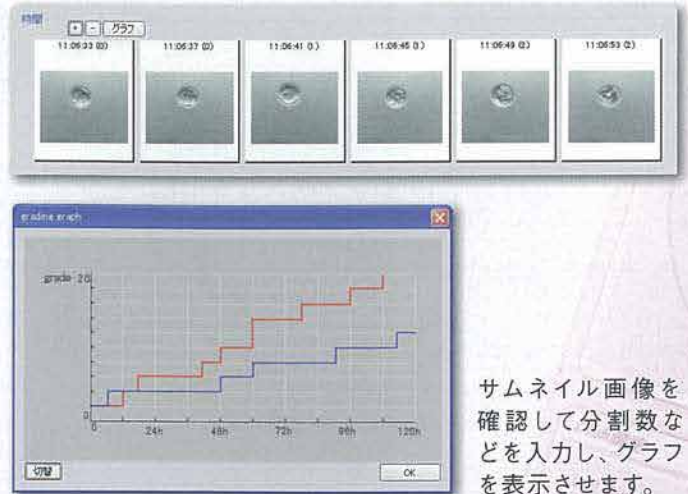 時間
+ - グラフ
11:06:33 (0) 11:06:37 (0) 11:06:41 (1) 11:06:45 (1) 11:06:49 (2) 11:06:53 (2)
grading graph
grade 20
0
0 24h 48h 72h 96h 120h
切替 OK
サムネイル画像を
確認して分割数な
どを入力し、グラフ
を表示させます。